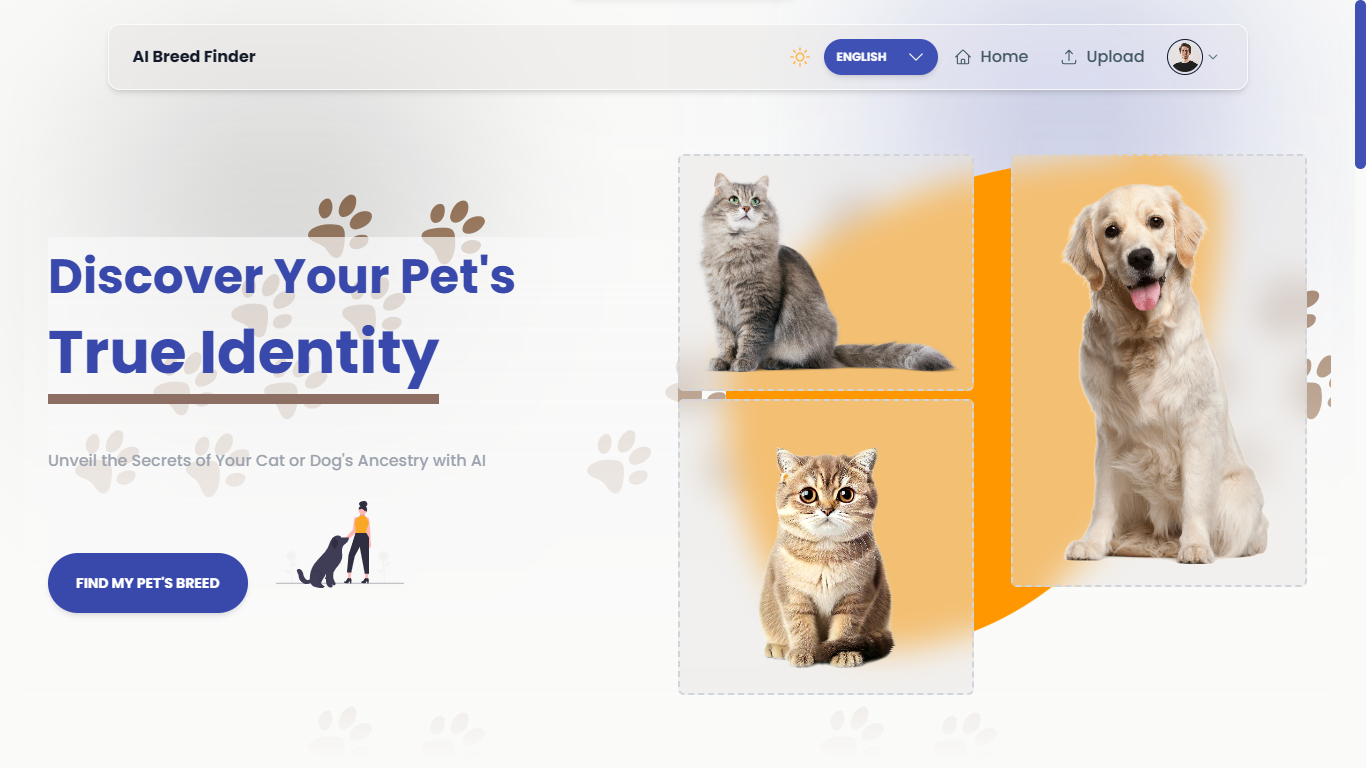 AI Breed Finder
ENGLISH
Home
Upload
Discover Your Pet's
True Identity
Unveil the Secrets of Your Cat or Dog's Ancestry with AI
FIND MY PET'S BREED